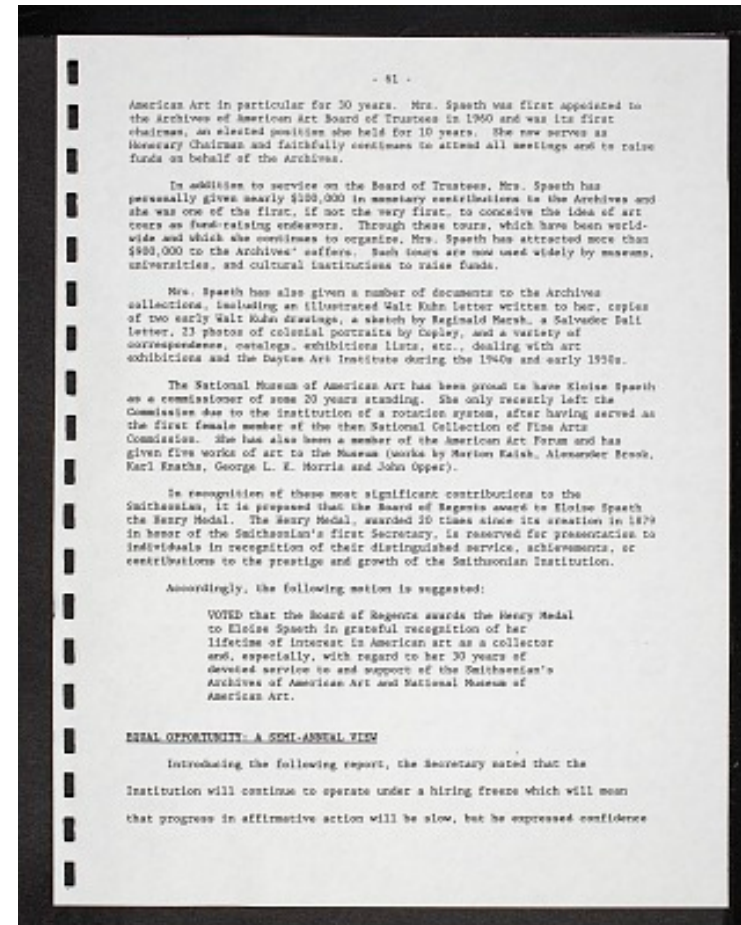 - 61 -
American Art in particular for 30 years. Mrs. Spaeth was first appointed to
the Archives of American Art Board of Trustees in 1960 and was its first
chairman, an elected position she held for 10 years. She now serves as
Honorary Chairman and faithfully continues to attend all meetings and to raise
funds on behalf of the Archives.
In addition to service on the Board of Trustees, Mrs. Spaeth has
personally given nearly $100,000 in monetary contributions to the Archives and
she was one of the first, if not the very first, to conceive the idea of art
tours as fund-raising endeavors. Through these tours, which have been world-
wide and which she continues to organize, Mrs. Spaeth has attracted more than
$900,000 to the Archives' coffers. Such tours are now used widely by museums,
universities, and cultural institutions to raise funds.
Mrs. Spaeth has also given a number of documents to the Archives
collections, including an illustrated Walt Kuhn letter written to her, copies
of two early Walt Kuhn drawings, a sketch by Reginald Marsh, a Salvador Dali
letter, 23 photos of colonial portraits by Copley, and a variety of
correspondence, catalogs, exhibitions lists, etc., dealing with art
exhibitions and the Dayton Art Institute during the 1940s and early 1950s.
The National Museum of American Art has been proud to have Eloise Spaeth
as a commissioner of some 20 years standing. She only recently left the
Commission due to the institution of a rotation system, after having served as
the first female member of the then National Collection of Fine Arts
Commission. She has also been a member of the American Art Forum and has
given five works of art to the Museum (works by Morton Kaish, Alexander Brook,
Karl Knaths, George L. K. Morris and John Opper).
In recognition of these most significant contributions to the
Smithsonian, it is proposed that the Board of Regents award to Eloise Spaeth
the Henry Medal. The Henry Medal, awarded 20 times since its creation in 1879
in honor of the Smithsonian's first Secretary, is reserved for presentation to
individuals in recognition of their distinguished service, achievements, or
contributions to the prestige and growth of the Smithsonian Institution.
Accordingly, the following motion is suggested:
VOTED that the Board of Regents awards the Henry Medal
to Eloise Spaeth in grateful recognition of her
lifetime of interest in American art as a collector
and, especially, with regard to her 30 years of
devoted service to and support of the Smithsonian's
Archives of American Art and National Museum of
American Art.
EQUAL OPPORTUNITY: A SEMI-ANNUAL VIEW
Introducing the following report, the Secretary noted that the
Institution will continue to operate under a hiring freeze which will mean
that progress in affirmative action will be slow, but he expressed confidence